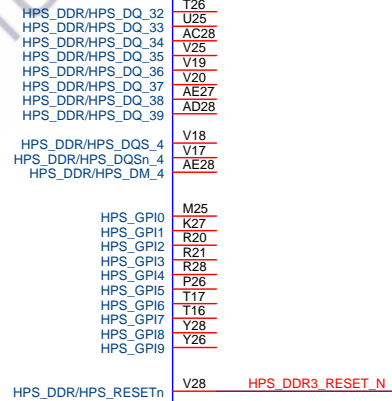 HPS_DDR/HPS_DQ_32 T26
HPS_DDR/HPS_DQ_33 U25
HPS_DDR/HPS_DQ_34 AC28
HPS_DDR/HPS_DQ_35 V25
HPS_DDR/HPS_DQ_36 V19
HPS_DDR/HPS_DQ_37 V20
HPS_DDR/HPS_DQ_38 AE27
HPS_DDR/HPS_DQ_39 AD28
HPS_DDR/HPS_DQS_4 V18
HPS_DDR/HPS_DQSn_4 V17
HPS_DDR/HPS_DM_4 AE28
HPS_GPI0 M25
HPS_GPI1 K27
HPS_GPI2 R20
HPS_GPI3 R21
HPS_GPI4 R28
HPS_GPI5 P26
HPS_GPI6 T17
HPS_GPI7 T16
HPS_GPI8 Y28
HPS_GPI9 Y26
HPS_DDR/HPS_RESETn V28 HPS_DDR3_RESET_N